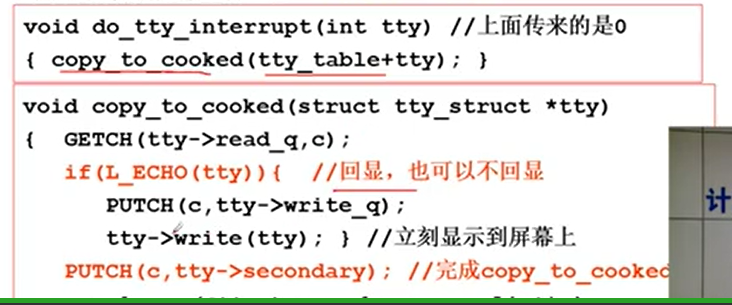 void do_tty_interrupt(int tty) //上面传来的是0
{ copy_to_cooked(tty_table+tty); }
void copy_to_cooked(struct tty_struct *tty)
{ GETCH(tty->read_q,c);
if(L_ECHO(tty)){ //回显，也可以不回显
PUTCH(c,tty->write_q);
tty->write(tty); } //立刻显示到屏幕上
PUTCH(c,tty->secondary); //完成copy_to_cooked
计